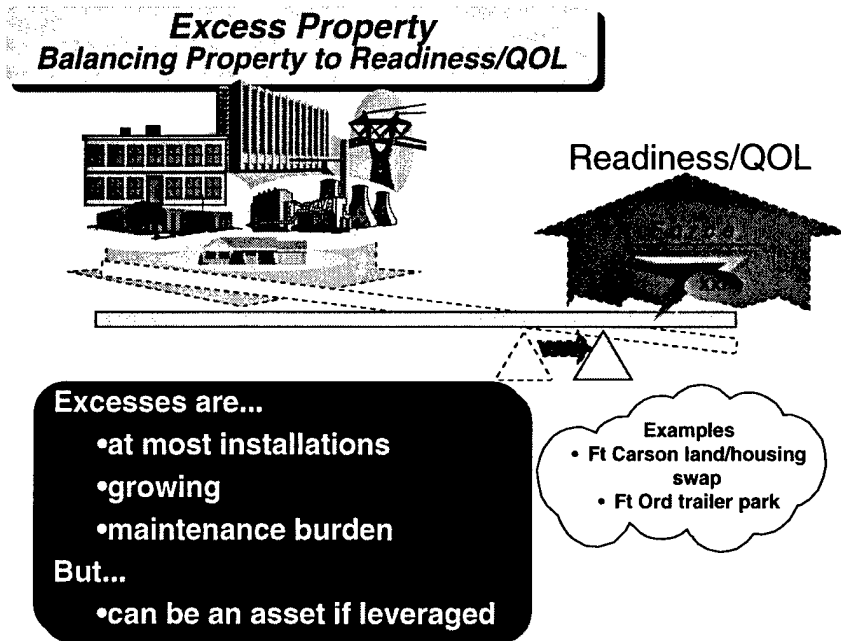 Excess Property
Balancing Property to Readiness/QOL
Readiness/QOL
Excesses are...
•at most installations
•growing
•maintenance burden
But...
•can be an asset if leveraged
Examples
• Ft Carson land/housing
swap
• Ft Ord trailer park